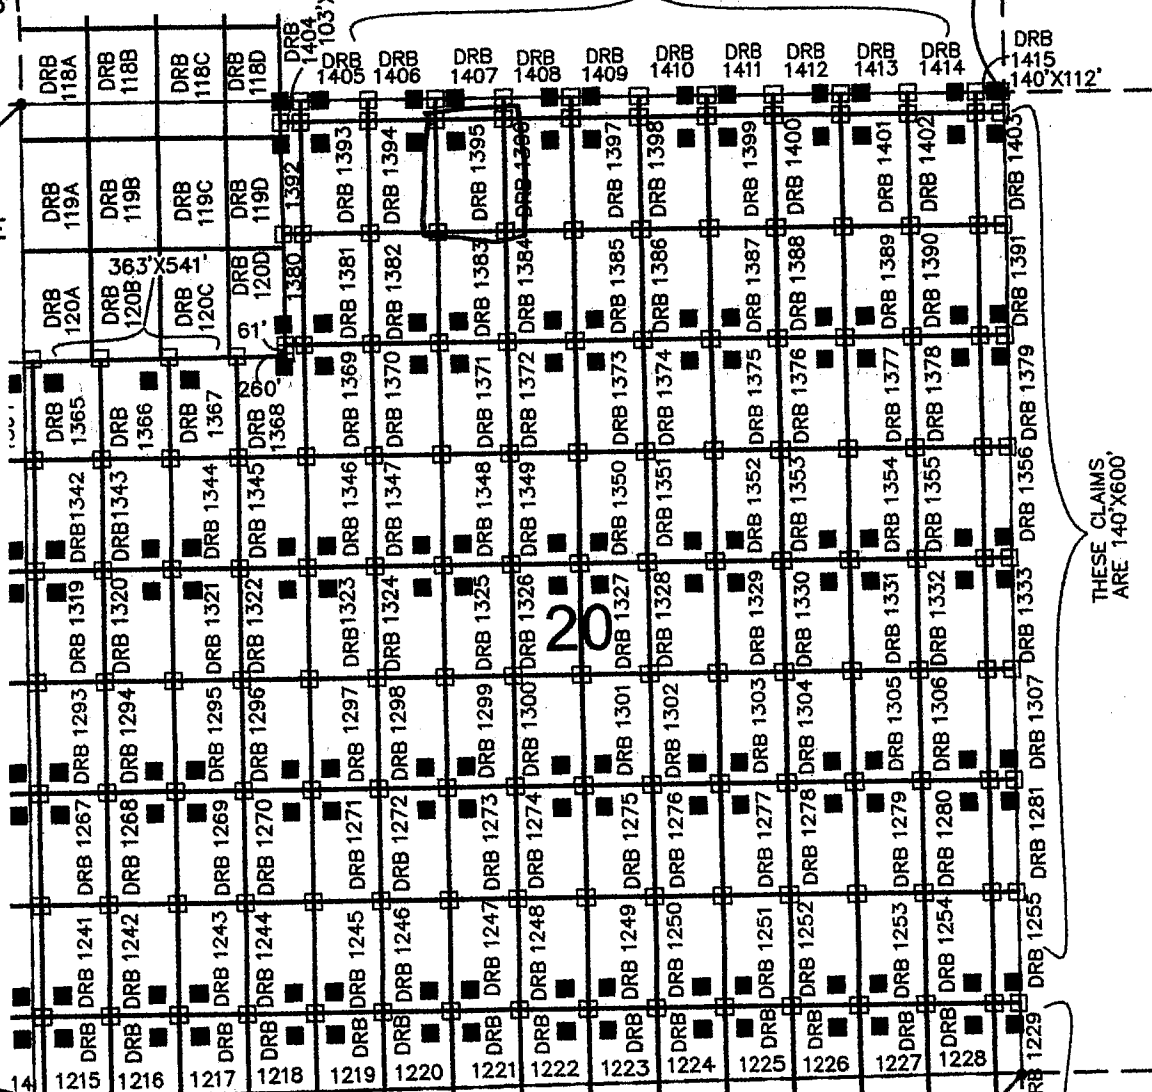 DRB 118A
DRB 118B
DRB 118C
DRB 118D
DRB 1404
103'X
DRB 1405
DRB 1406
DRB 1407
DRB 1408
DRB 1409
DRB 1410
DRB 1411
DRB 1412
DRB 1413
DRB 1414
DRB 1415
140'X112'
DRB 119A
DRB 119B
DRB 119C
DRB 119D
1392
DRB 1393
DRB 1394
DRB 1395
DRB 1396
DRB 1397
DRB 1398
DRB 1399
DRB 1400
DRB 1401
DRB 1402
DRB 1403
DRB 120A
DRB 120B
DRB 120C
DRB 120D
363'X541'
1380
DRB 1381
DRB 1382
DRB 1383
DRB 1384
DRB 1385
DRB 1386
DRB 1387
DRB 1388
DRB 1389
DRB 1390
DRB 1391
61'
260'
DRB 1365
DRB 1366
DRB 1367
DRB 1368
DRB 1369
DRB 1370
DRB 1371
DRB 1372
DRB 1373
DRB 1374
DRB 1375
DRB 1376
DRB 1377
DRB 1378
DRB 1379
DRB1342
DRB1343
DRB 1344
DRB 1345
DRB 1346
DRB 1347
DRB 1348
DRB 1349
DRB 1350
DRB 1351
DRB 1352
DRB 1353
DRB 1354
DRB 1355
DRB 1356
THESE CLAIMS
ARE 140'X600'
DRB 1319
DRB 1320
DRB 1321
DRB 1322
DRB1323
DRB 1324
DRB 1325
DRB 1326
DRB 1327
DRB 1328
DRB 1329
DRB 1330
DRB 1331
DRB 1332
DRB 1333
20
DRB 1293
DRB 1294
DRB 1295
DRB 1296
DRB 1297
DRB 1298
DRB 1299
DRB 1300
DRB 1301
DRB 1302
DRB 1303
DRB 1304
DRB 1305
DRB 1306
DRB 1307
DRB 1267
DRB 1268
DRB 1269
DRB 1270
DRB 1271
DRB 1272
DRB 1273
DRB 1274
DRB 1275
DRB 1276
DRB 1277
DRB 1278
DRB 1279
DRB 1280
DRB 1281
DRB 1241
DRB 1242
DRB 1243
DRB 1244
DRB 1245
DRB 1246
DRB 1247
DRB 1248
DRB 1249
DRB 1250
DRB 1251
DRB 1252
DRB 1253
DRB 1254
DRB 1255
14
DRB 1215
DRB 1216
DRB 1217
DRB 1218
DRB 1219
DRB 1220
DRB 1221
DRB 1222
DRB 1223
DRB 1224
DRB 1225
DRB 1226
DRB 1227
DRB 1228
DRB 1229